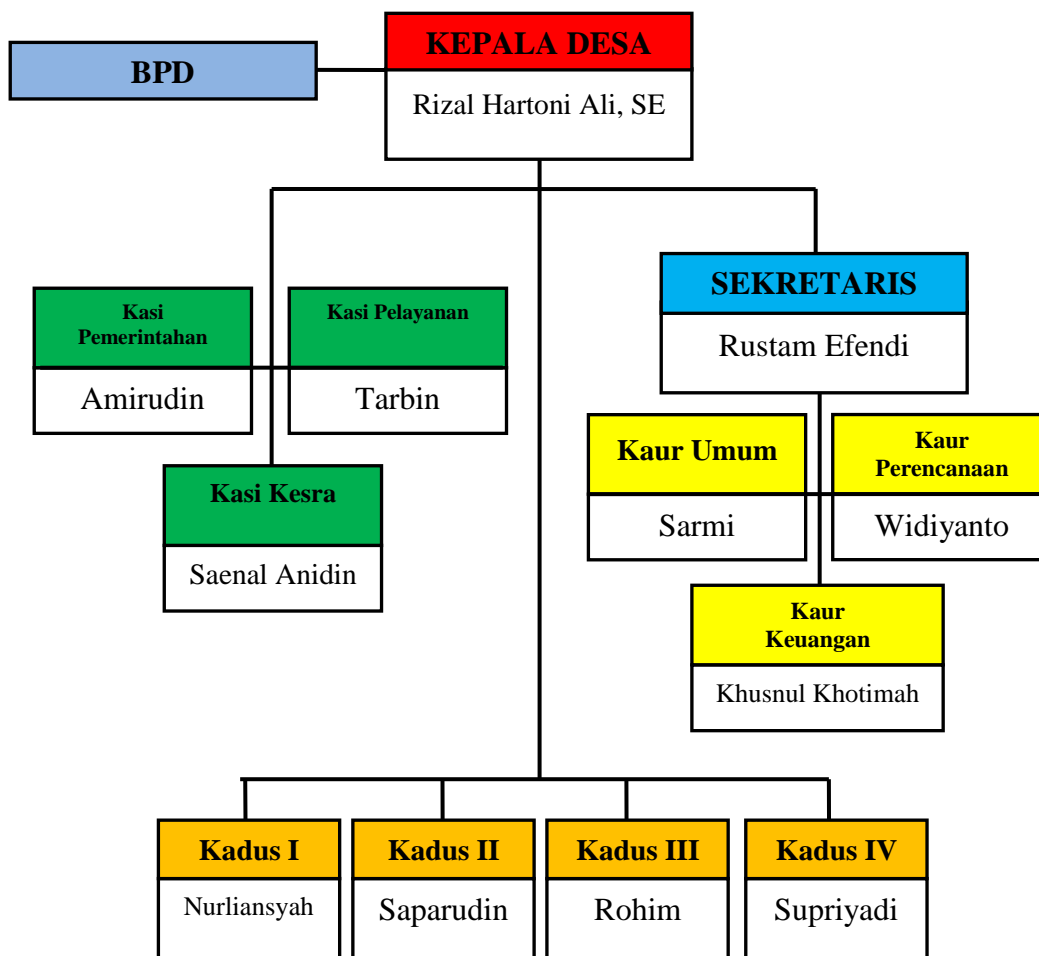 KEPALA DESA
BPD
Rizal Hartoni Ali, SE
SEKRETARIS
Rustam Efendi
Kasi
Pemerintahan
Amirudin
Kasi Pelayanan
Tarbin
Kasi Kesra
Saenal Anidin
Kaur Umum
Sarmi
Kaur
Perencanaan
Widiyanto
Kaur
Keuangan
Khusnul Khotimah
Kadus I
Nurliansyah
Kadus II
Saparudin
Kadus III
Rohim
Kadus IV
Supriyadi